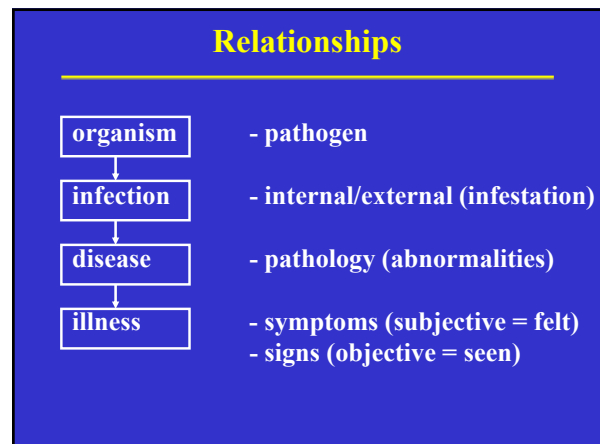 Relationships
organism - pathogen
infection - internal/external (infestation)
disease - pathology (abnormalities)
illness - symptoms (subjective = felt)
- signs (objective = seen)